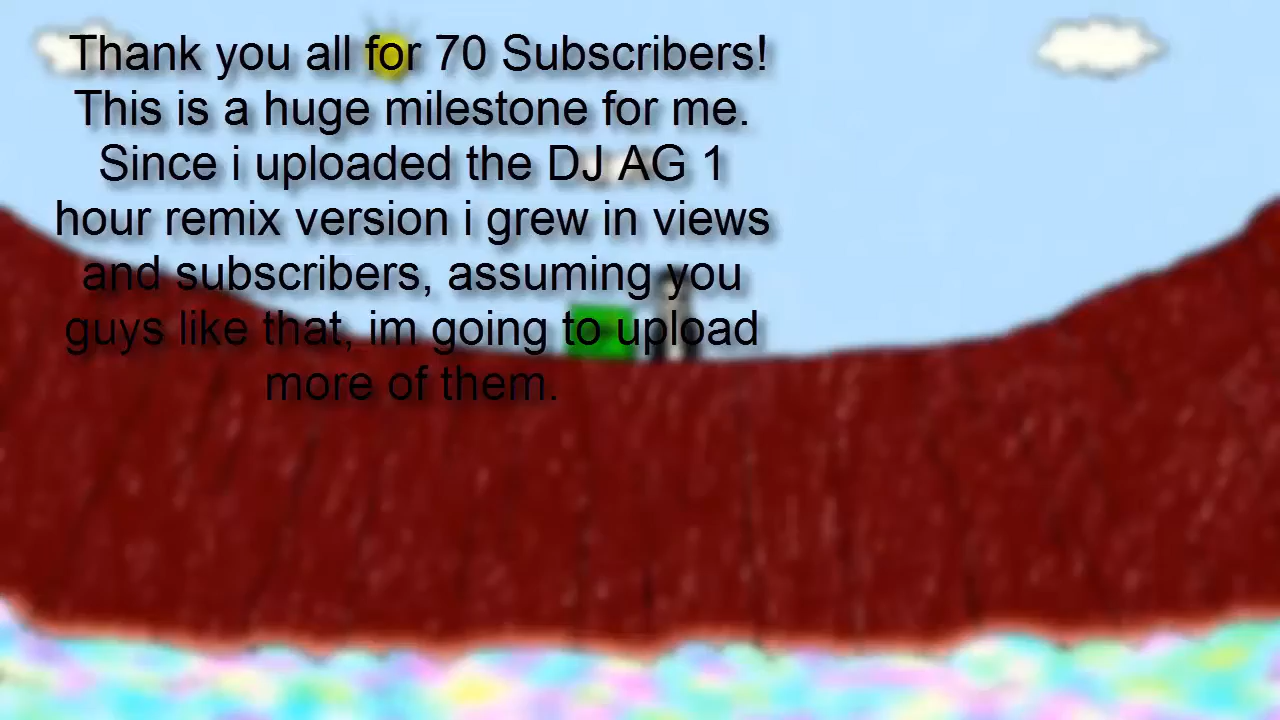 Thank you all for 70 Subscribers!
This is a huge milestone for me.
Since i uploaded the DJ AG 1
hour remix version i grew in views
and subscribers, assuming you
guys like that, im going to upload
more of them.